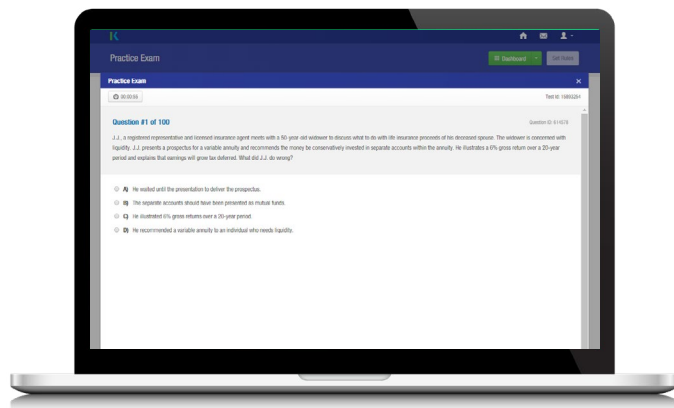 K
Practice Exam
Dashboard
Practice Exam
Question #1 of 100
J.J., a registered representative and licensed insurance agent meets with a 50-year-old widower to discuss what to do with life insurance proceeds of his deceased spouse. The widower is concerned with
liquidity. J.J. presents a prospectus for a variable annuity and recommends the money be conservatively invested in separate accounts within the annuity. He illustrates a 6% gross return over a 20-year
period and explains that earnings will grow tax deferred. What did J.J. do wrong?
A) He waited until the presentation to deliver the prospectus.
B) The separate accounts should have been presented as mutual funds.
C) He illustrated 6% gross returns over a 20-year period.
D) He recommended a variable annuity to an individual who needs liquidity.